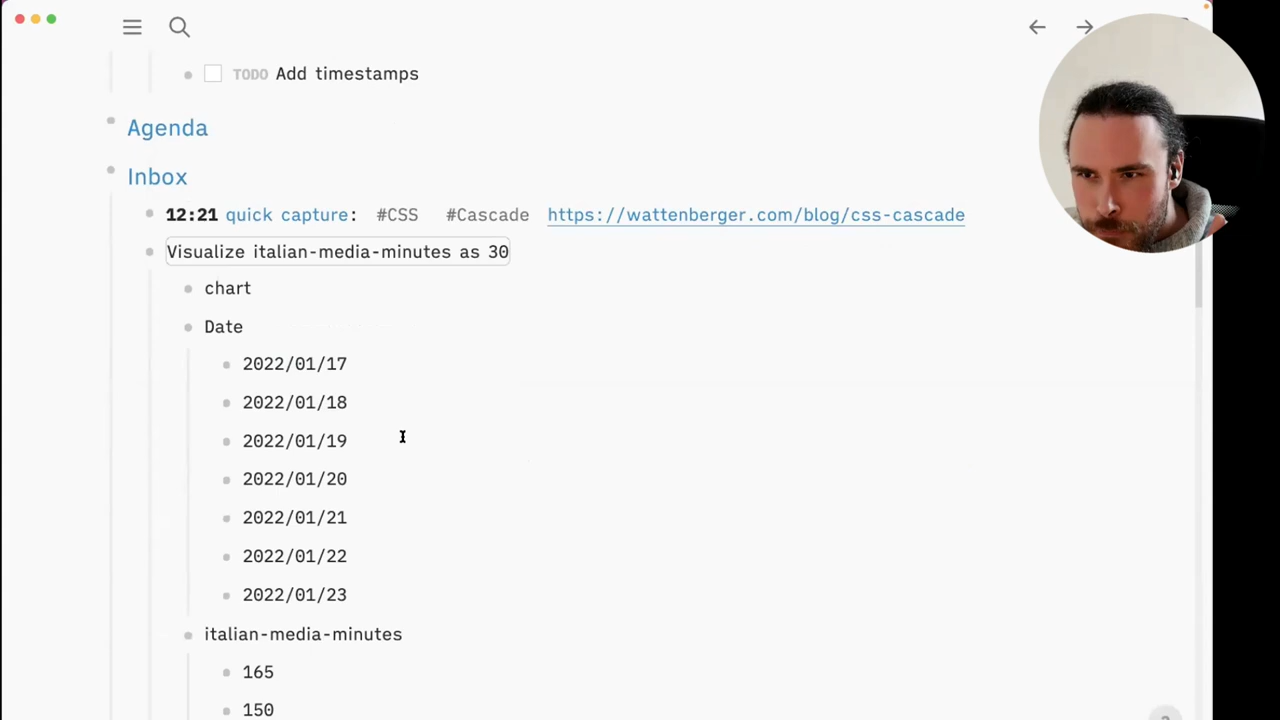 TODO Add timestamps
Agenda
Inbox
12:21 quick capture: #CSS #Cascade https://wattenberger.com/blog/css-cascade
Visualize italian-media-minutes as 30
chart
Date
2022/01/17
2022/01/18
2022/01/19
2022/01/20
2022/01/21
2022/01/22
2022/01/23
italian-media-minutes
165
150